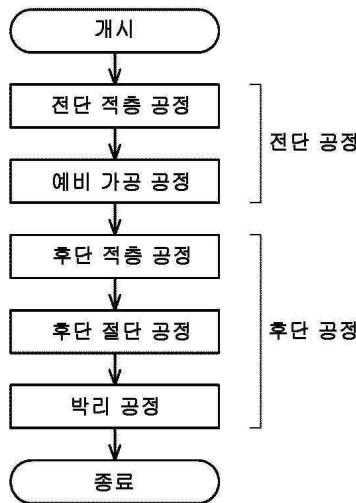 개시
전단 적층 공정
예비 가공 공정
전단 공정
후단 적층 공정
후단 절단 공정
박리 공정
후단 공정
종료